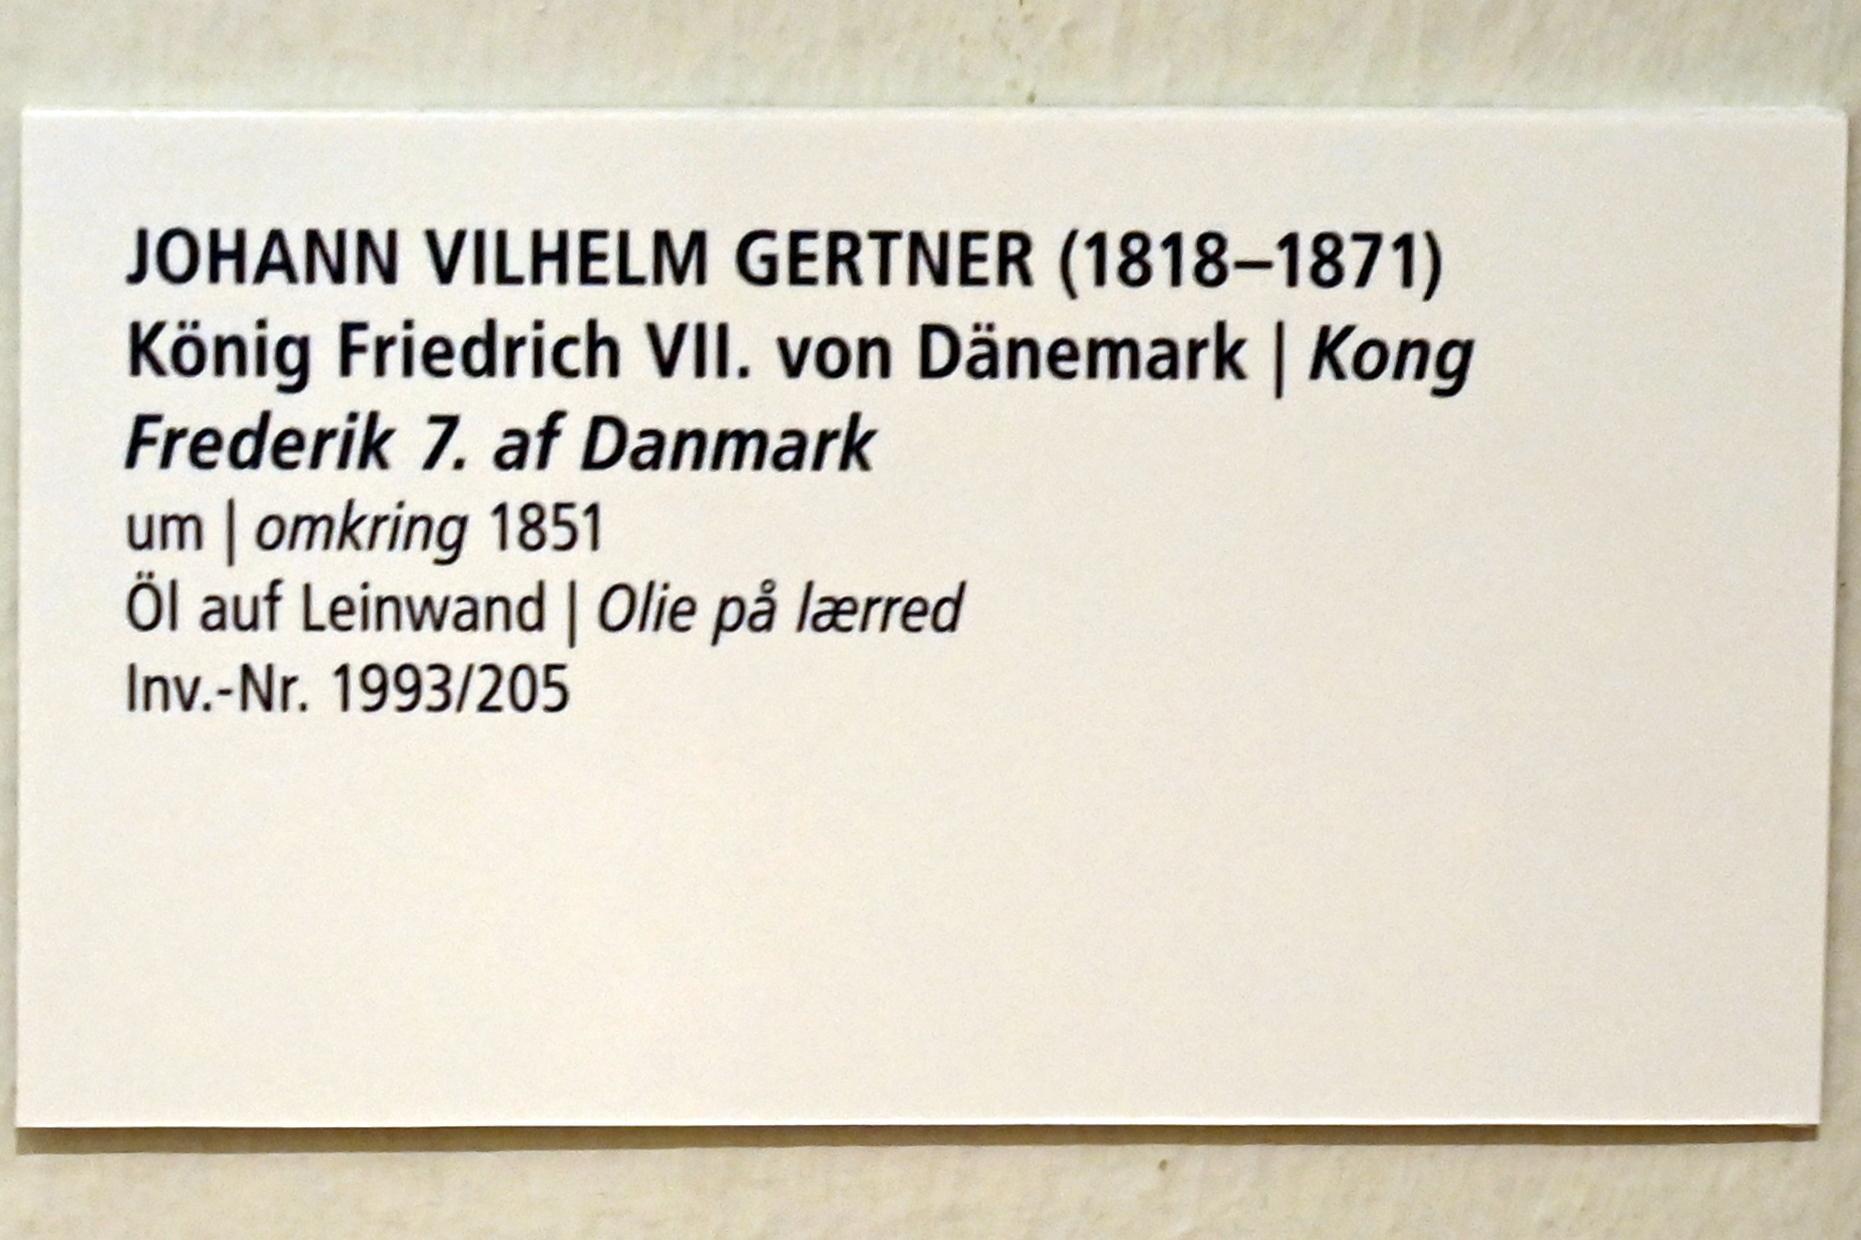 JOHANN VILHELM GERTNER (1818–1871)
König Friedrich VII. von Dänemark | Kong
Frederik 7. af Danmark
um | omkring 1851
Öl auf Leinwand | Olie på lærred
Inv.-Nr. 1993/205